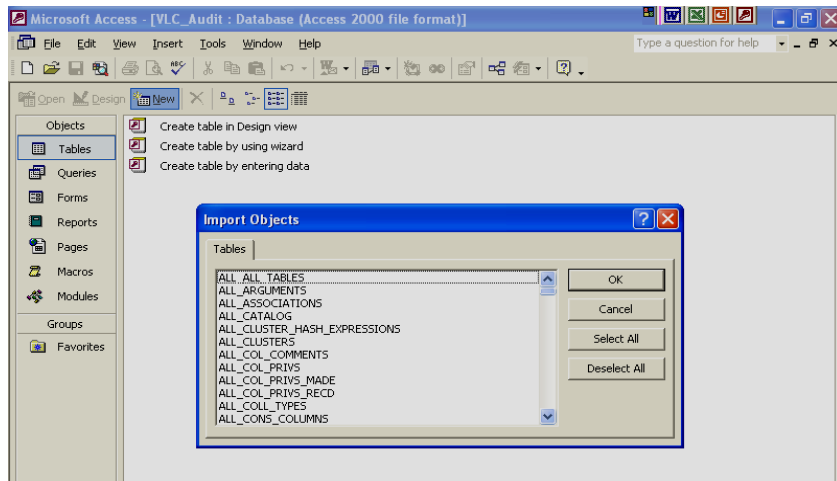 Microsoft Access - [VLC_Audit : Database (Access 2000 file format)]
File Edit View Insert Tools Window Help
Type a question for help
Open Design New
Objects
Tables
Queries
Forms
Reports
Pages
Macros
Modules
Groups
Favorites
Create table in Design view
Create table by using wizard
Create table by entering data
Import Objects
Tables
ALL_ALL_TABLES
ALL_ARGUMENTS
ALL_ASSOCIATIONS
ALL_CATALOG
ALL_CLUSTER_HASH_EXPRESSIONS
ALL_CLUSTERS
ALL_COL_COMMENTS
ALL_COL_PRIVS
ALL_COL_PRIVS_MADE
ALL_COL_PRIVS_RECD
ALL_COLL_TYPES
ALL_CONS_COLUMNS
OK
Cancel
Select All
Deselect All